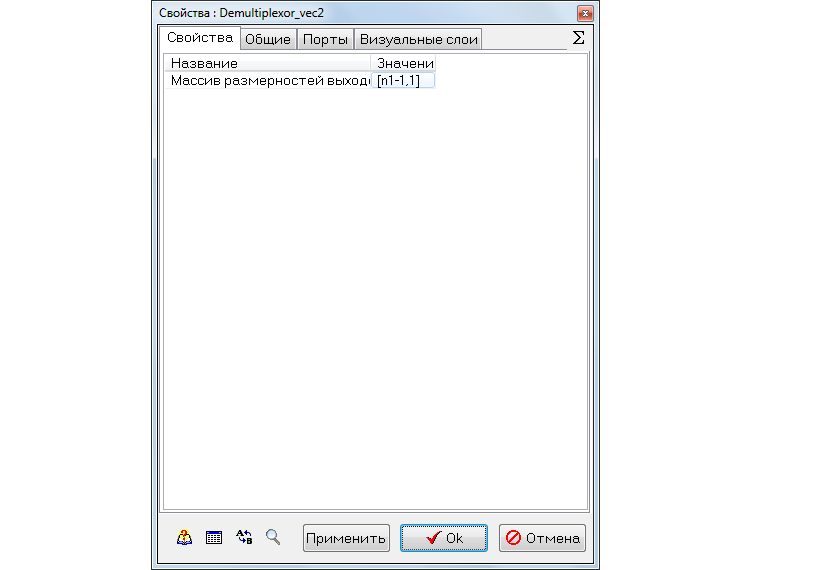 Свойства : Demultiplexor_vec2
Свойства Общие Порты Визуальные слои Σ
Название Значени
Массив размерностей выход [n1-1,1]
Применить Ok Отмена